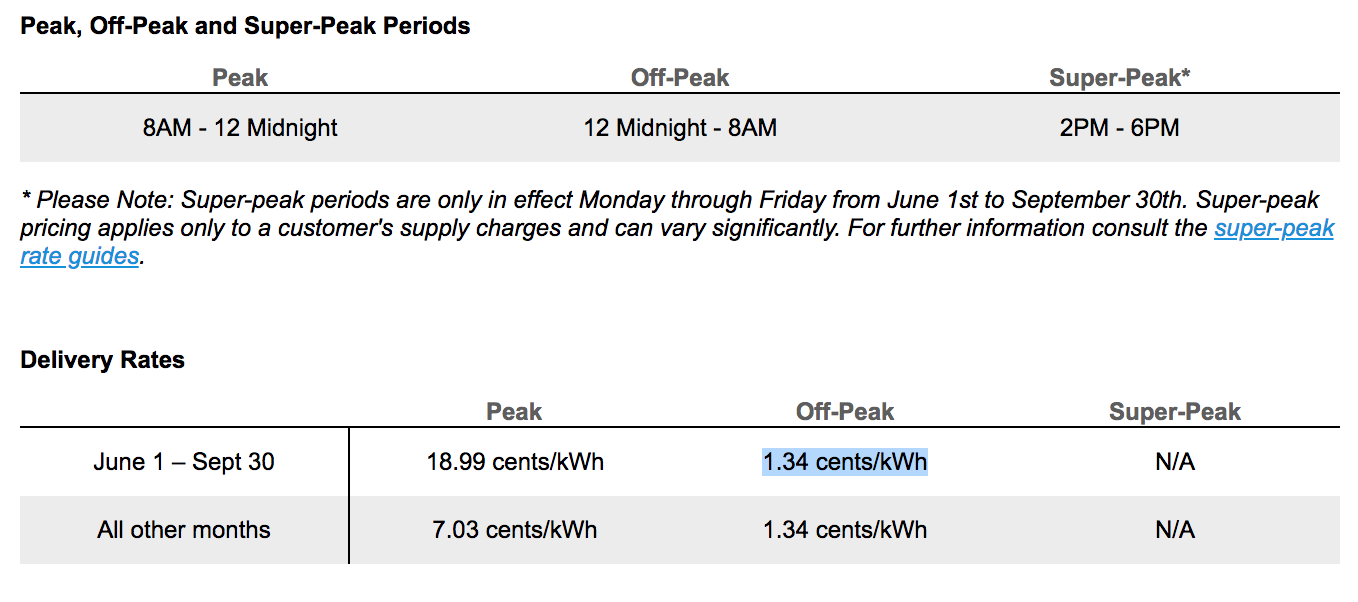 Peak, Off-Peak and Super-Peak Periods
Peak Off-Peak Super-Peak*
8AM - 12 Midnight 12 Midnight - 8AM 2PM - 6PM
* Please Note: Super-peak periods are only in effect Monday through Friday from June 1st to September 30th. Super-peak
pricing applies only to a customer's supply charges and can vary significantly. For further information consult the super-peak
rate guides.
Delivery Rates
Peak Off-Peak Super-Peak
June 1 – Sept 30 18.99 cents/kWh 1.34 cents/kWh N/A
All other months 7.03 cents/kWh 1.34 cents/kWh N/A